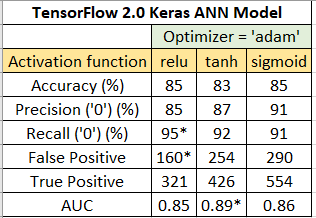 TensorFlow 2.0 Keras ANN Model
Optimizer = 'adam'
Activation function relu tanh sigmoid
Accuracy (%) 85 83 85
Precision ('0') (%) 85 87 91
Recall ('0') (%) 95* 92 91
False Positive 160* 254 290
True Positive 321 426 554
AUC 0.85 0.89* 0.86